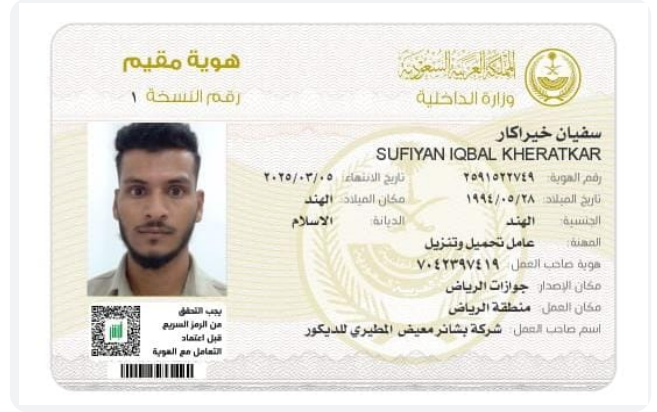 هوية مقيم
رقم النسخة ١
المملكة العربية السعودية
وزارة الداخلية
سفيان خيراكار
SUFIYAN IQBAL KHERATKAR
رقم الهوية: ٢٥٩١٥٢٢٧٤٩ تاريخ الانتهاء: ٢٠٢٥/٠٣/٠٥
تاريخ الميلاد: ١٩٩٤/٠٥/٢٨ مكان الميلاد: الهند
الجنسية: الهند الديانة: الاسلام
المهنة: عامل تحميل وتنزيل
هوية صاحب العمل: ٧٠٤٢٣٩٧٤١٩
مكان الإصدار: جوازات الرياض
مكان العمل: منطقة الرياض
اسم صاحب العمل: شركة بشائر معيض المطيري للديكور
يجب التحقق
من الرمز السريع
قبل اعتماد
التعامل مع الهوية